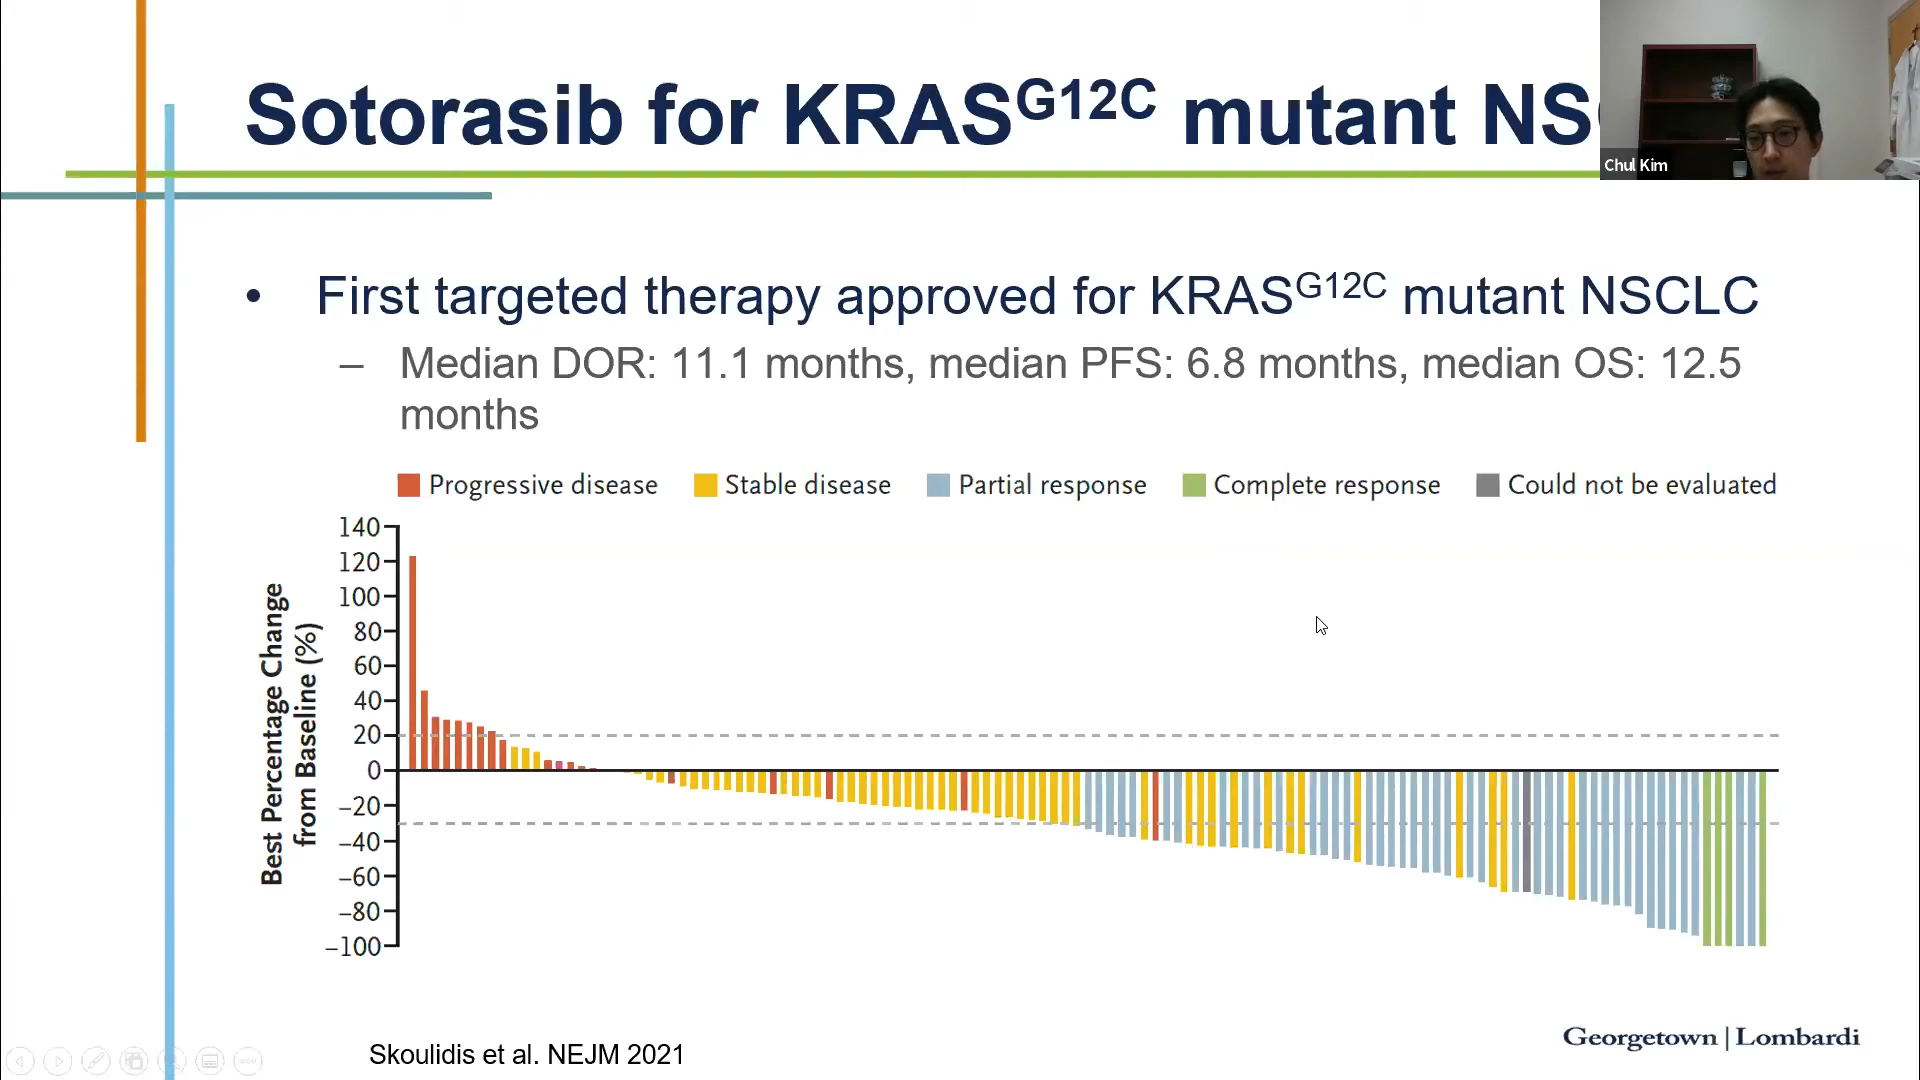 Sotorasib for KRASG12C mutant NS
Chul Kim
• First targeted therapy approved for KRASG12C mutant NSCLC
– Median DOR: 11.1 months, median PFS: 6.8 months, median OS: 12.5
months
Progressive disease Stable disease Partial response Complete response Could not be evaluated
Best Percentage Change
from Baseline (%)
140
120
100
80
60
40
20
0
–20
–40
–60
–80
–100
Skoulidis et al. NEJM 2021
Georgetown | Lombardi